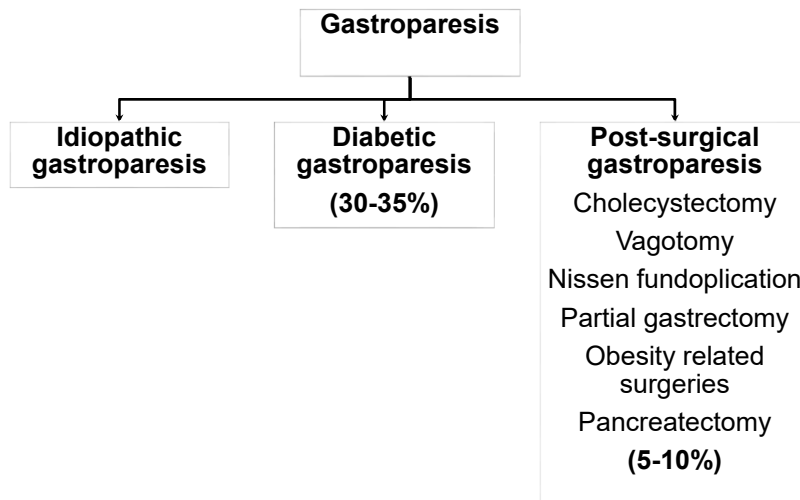 Gastroparesis
Idiopathic
gastroparesis
Diabetic
gastroparesis
(30-35%)
Post-surgical
gastroparesis
Cholecystectomy
Vagotomy
Nissen fundoplication
Partial gastrectomy
Obesity related
surgeries
Pancreatectomy
(5-10%)